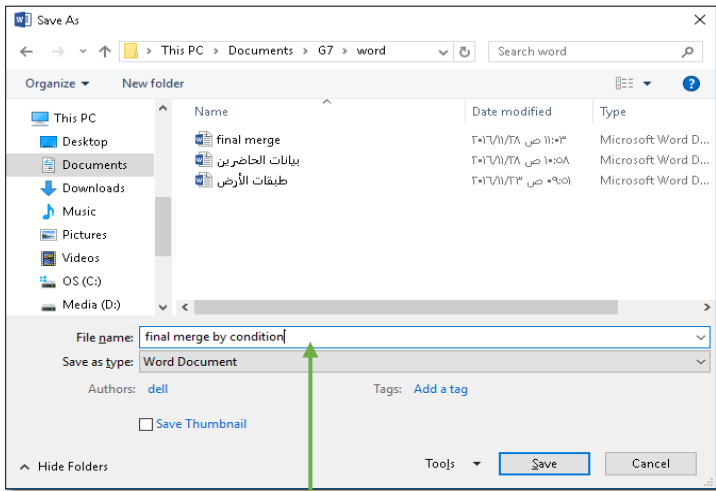 Save As
This PC > Documents > G7 > word
Search word
Organize
New folder
Name
Date modified
Type
This PC
Desktop
Documents
Downloads
Music
Pictures
Videos
OS (C:)
Media (D:)
final merge ٢٠١٦/١١/٢٨ ١١:٠٣ ص Microsoft Word D...
بيانات الحاضرين ٢٠١٦/١١/٢٨ ١٠:٥٨ ص Microsoft Word D...
طبقات الأرض ٢٠١٦/١١/٢٣ ٠٩:٥١ ص Microsoft Word D...
File name: final merge by condition
Save as type: Word Document
Authors: dell
Tags: Add a tag
Save Thumbnail
Hide Folders
Tools
Save
Cancel